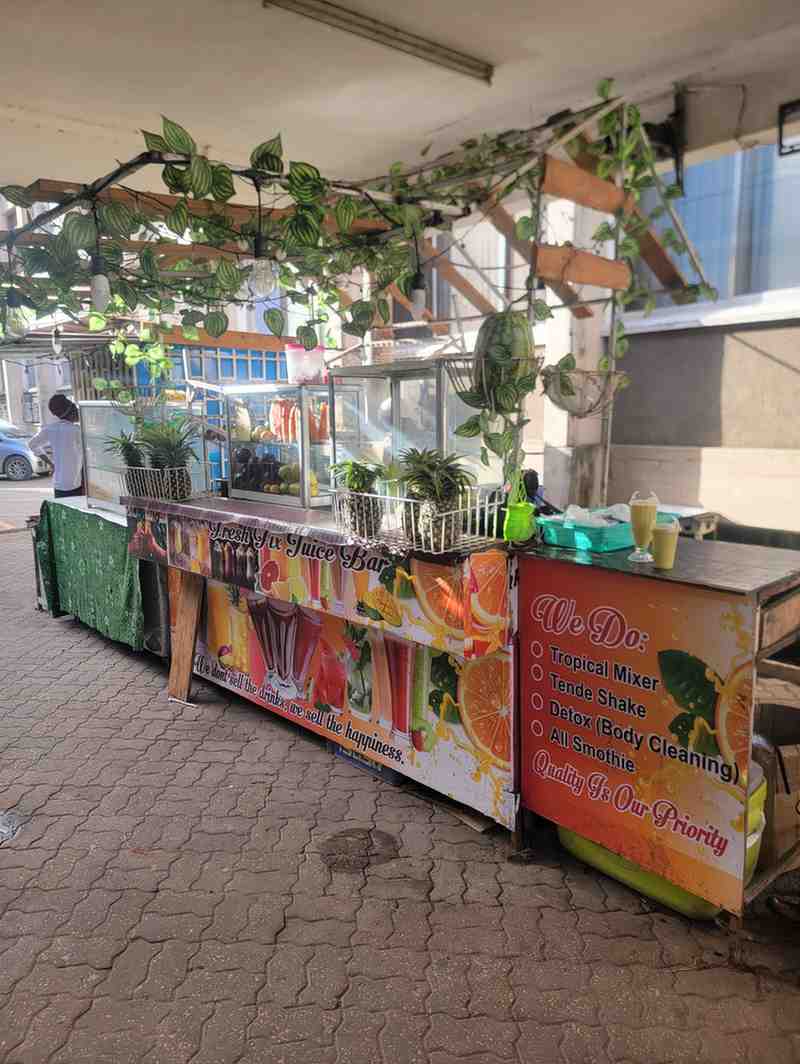 Fresh Fix Juice Bar
We dont sell the drinks, we sell the happiness.
We Do:
Tropical Mixer
Tende Shake
Detox (Body Cleaning)
All Smothie
Quality Is Our Priority